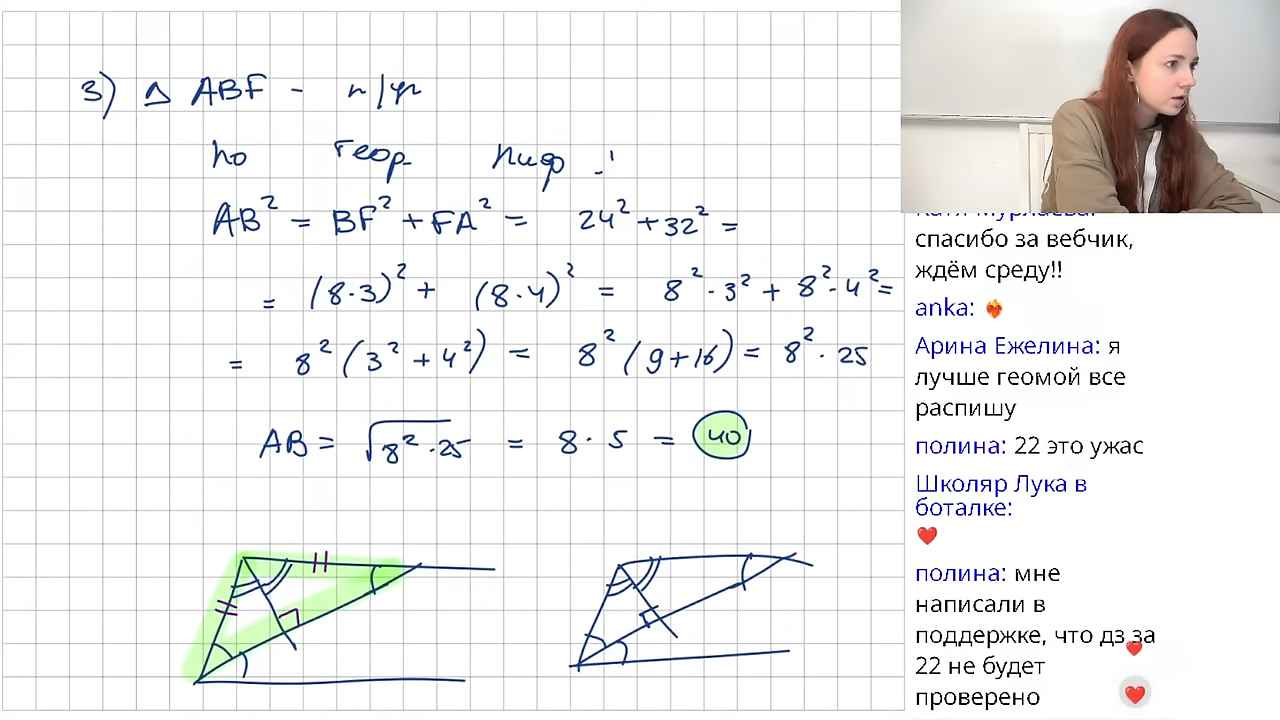 3) △ ABF - п/уг
по теор. Пиф.:
AB² = BF² + FA² = 24² + 32² =
= (8·3)² + (8·4)² = 8²·3² + 8²·4² =
= 8² (3² + 4²) = 8² (9+16) = 8² · 25
AB = √8²·25 = 8·5 = 40
спасибо за вебчик,
ждём среду!!
anka: ❤️‍🔥
Арина Ежелина: я
лучше геомой все
распишу
полина: 22 это ужас
Школяр Лука в
боталке:
❤️
полина: мне
написали в
поддержке, что дз за
22 не будет
проверено